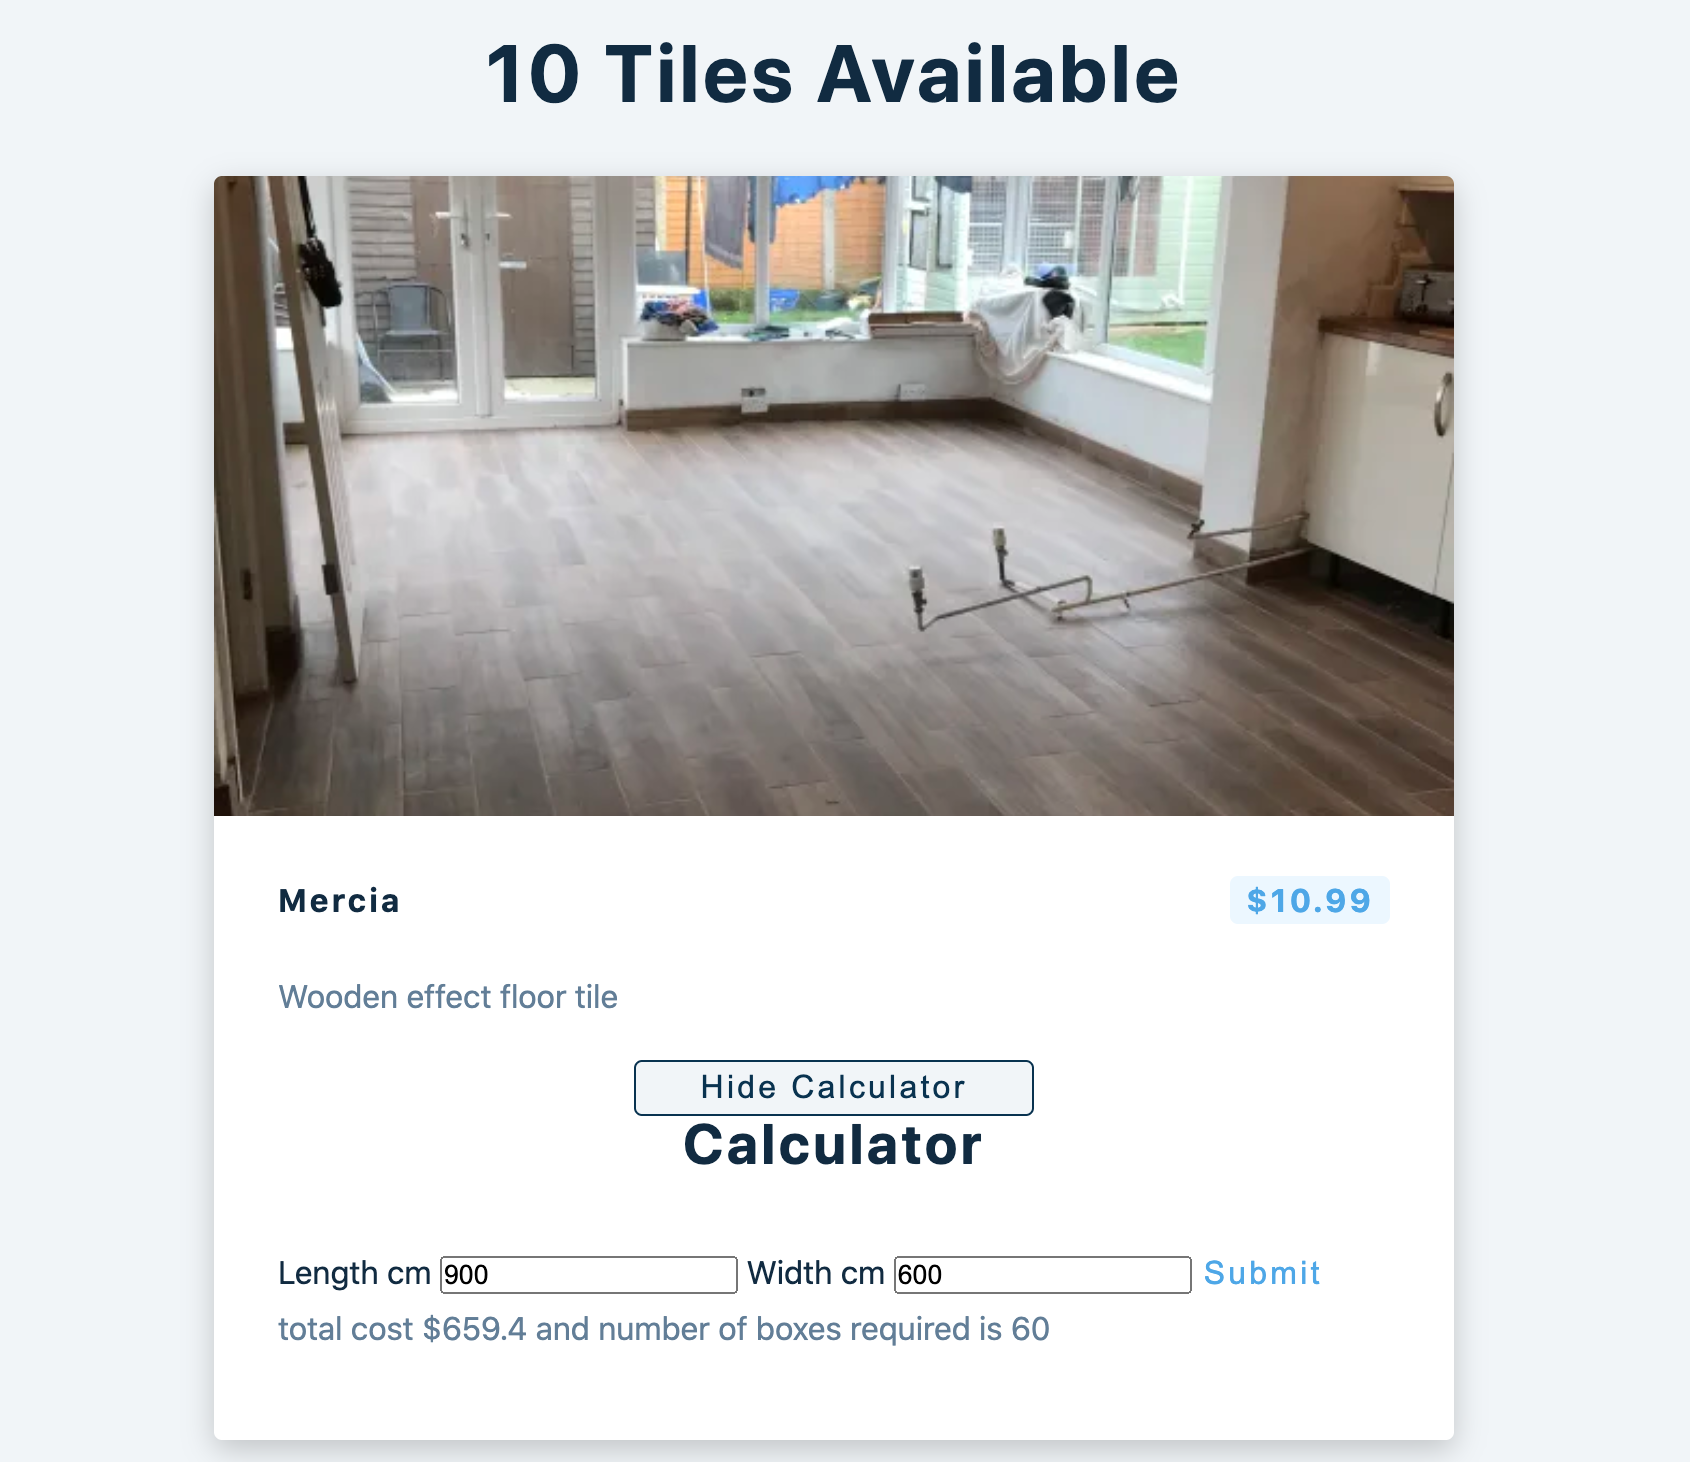 10 Tiles Available
Mercia $10.99
Wooden effect floor tile
Hide Calculator
Calculator
Length cm 900 Width cm 600 Submit
total cost $659.4 and number of boxes required is 60